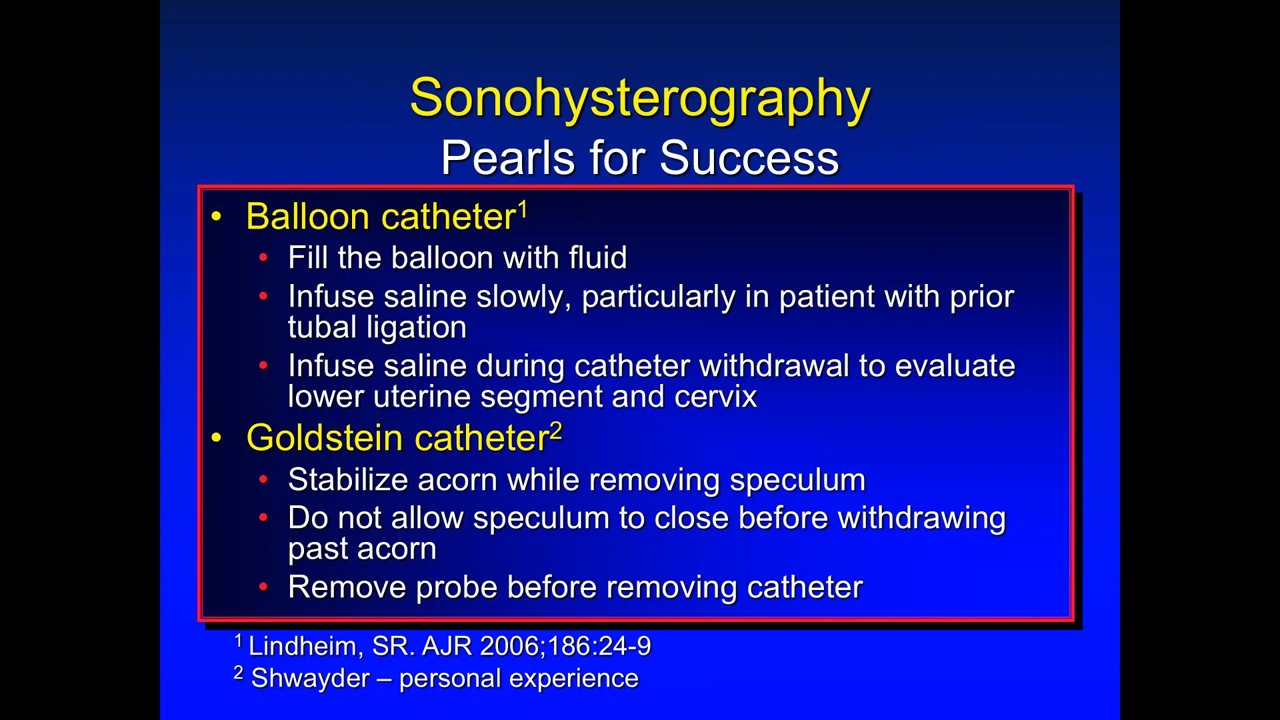 Sonohysterography
Pearls for Success
• Balloon catheter¹
• Fill the balloon with fluid
• Infuse saline slowly, particularly in patient with prior
tubal ligation
• Infuse saline during catheter withdrawal to evaluate
lower uterine segment and cervix
• Goldstein catheter²
• Stabilize acorn while removing speculum
• Do not allow speculum to close before withdrawing
past acorn
• Remove probe before removing catheter
¹ Lindheim, SR. AJR 2006;186:24-9
² Shwayder – personal experience